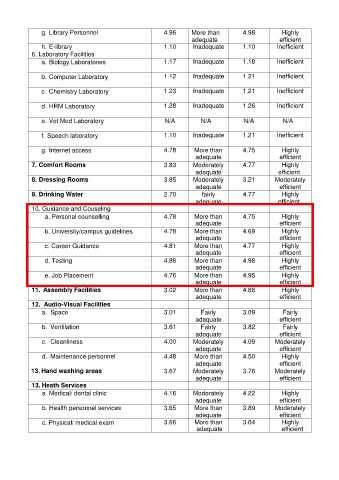 g. Library Personnel 4.96 More than adequate 4.98 Highly efficient
h. E-library 1.10 Inadequate 1.10 Inefficient
6. Laboratory Facilities
a. Biology Laboratories 1.17 Inadequate 1.18 Inefficient
b. Computer Laboratory 1.12 Inadequate 1.21 Inefficient
c. Chemistry Laboratory 1.23 Inadequate 1.21 Inefficient
d. HRM Laboratory 1.28 Inadequate 1.26 Inefficient
e. Vet Med Laboratory N/A N/A N/A N/A
f. Speech laboratory 1.10 Inadequate 1.21 Inefficient
g. Internet access 4.78 More than adequate 4.75 Highly efficient
7. Comfort Rooms 3.83 Moderately adequate 4.77 Highly efficient
8. Dressing Rooms 3.85 Moderately adequate 3.21 Moderately efficient
9. Drinking Water 2.70 fairly adequate 4.77 Highly efficient
10. Guidance and Couseling
a. Personal counselling 4.78 More than adequate 4.75 Highly efficient
b. University/campus guidelines 4.78 More than adequate 4.69 Highly efficient
c. Career Guidance 4.81 More than adequate 4.77 Highly efficient
d. Testing 4.86 More than adequate 4.98 Highly efficient
e. Job Placement 4.76 More than adequate 4.95 Highly efficient
11. Assembly Facilities 3.02 More than adequate 4.88 Highly efficient
12. Audio-Visual Facilities
a. Space 3.01 Fairly adequate 3.09 Fairly efficient
b. Ventilation 3.61 Fairly adequate 3.82 Fairly efficient
c. Cleanliness 4.00 Moderately adequate 4.09 Moderately efficient
d. Maintenance personnel 4.48 More than adequate 4.50 Highly efficient
13. Hand washing areas 3.67 Moderately adequate 3.76 Moderately efficient
13. Heath Services
a. Medical/ dental clinic 4.16 Moderately adequate 4.22 Highly efficient
b. Health personnel services 3.65 More than adequate 3.89 Moderately efficient
c. Physical/ medical exam 3.66 More than adequate 3.64 Highly efficient